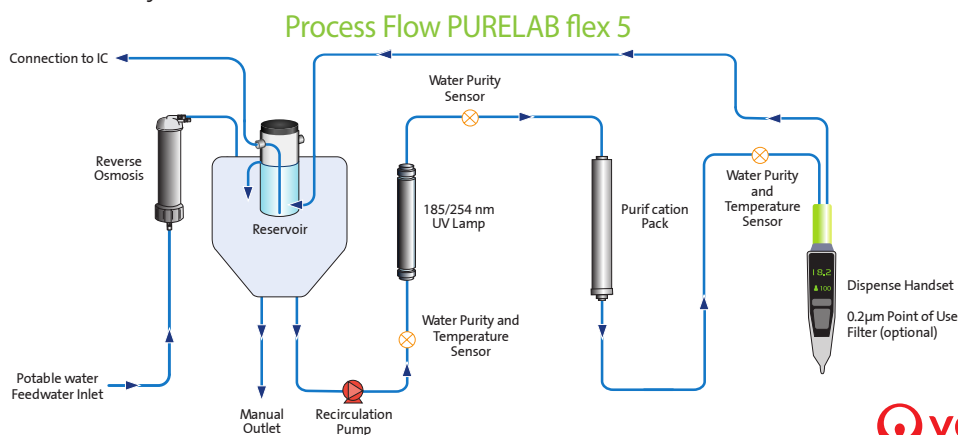 Process Flow PURELAB flex 5
Connection to IC
Water Purity
Sensor
Reverse
Osmosis
Reservoir
185/254 nm
UV Lamp
Purif cation
Pack
Water Purity
and
Temperature
Sensor
18.2
100
Dispense Handset
0.2µm Point of Use
Filter (optional)
Water Purity and
Temperature
Sensor
Potable water
Feedwater Inlet
Manual
Outlet
Recirculation
Pump